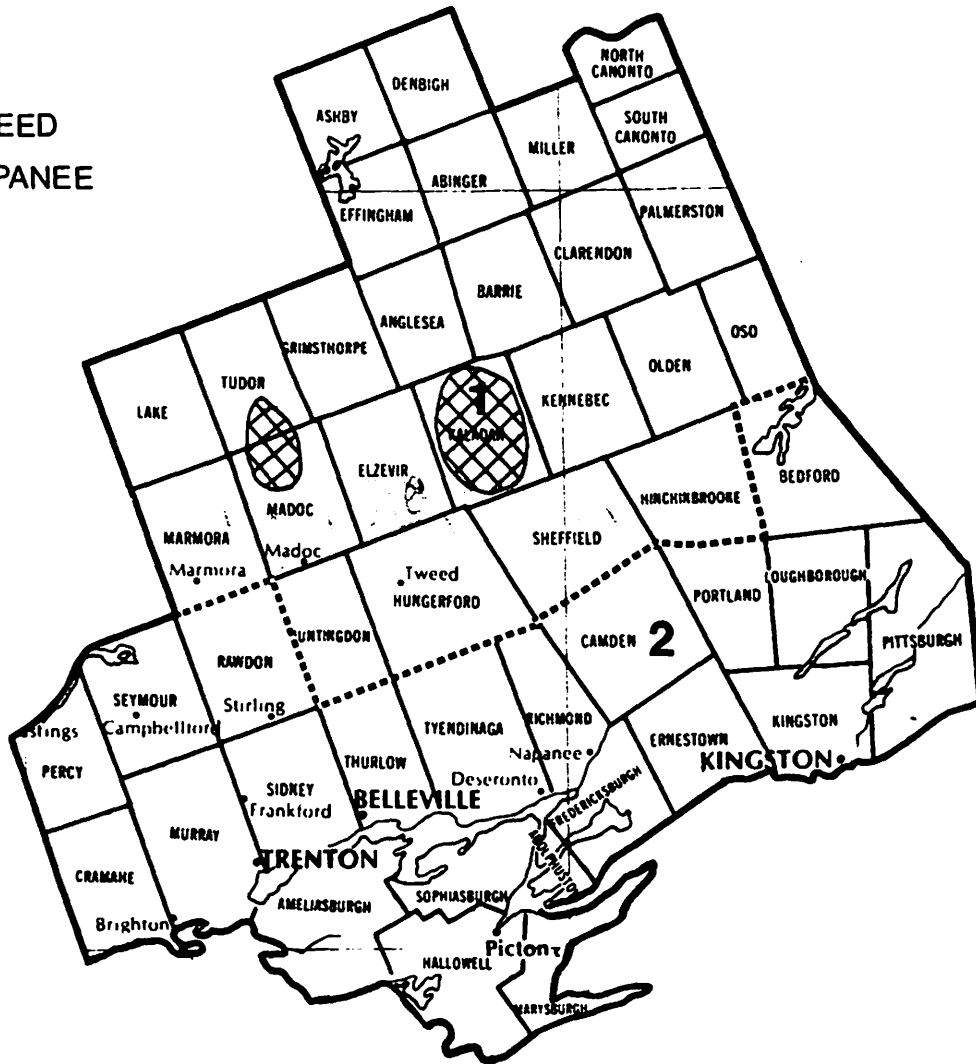 EED
PANEE
NORTH
CANONTO
DENBIGH
ASHBY
SOUTH
CANONTO
MILLER
ABINGER
EFFINGHAM
PALMERSTON
CLARENDON
BARRIE
ANGLESEA
GRIMSTHORPE
OSO
OLDEN
TUDOR
LAKE
1
KENNEBEC
KALADAR
ELZEVIR
BEDFORD
MADOC
HINCHINBROOKE
MARMORA
SHEFFIELD
Madoc
Marmora
Tweed
HUNGERFORD
LOUGHBOROUGH
PORTLAND
UNTINGDON
CAMDEN
2
PITTSBURGH
RAWDON
SEYMOUR
Stirling
Campbellford
stings
TYENDINAGA
RICHMOND
KINGSTON
ERNESTOWN
Napanee
KINGSTON
THURLOW
PERCY
Deseronto
SIDNEY
Frankford
BELLEVILLE
FREDERICKSBURGH
MURRAY
ADOLPHUSTO
TRENTON
CRAMAHE
SOPHIASBURGH
AMELIASBURGH
Brighton
Picton
HALLOWELL
MARYSBURGH